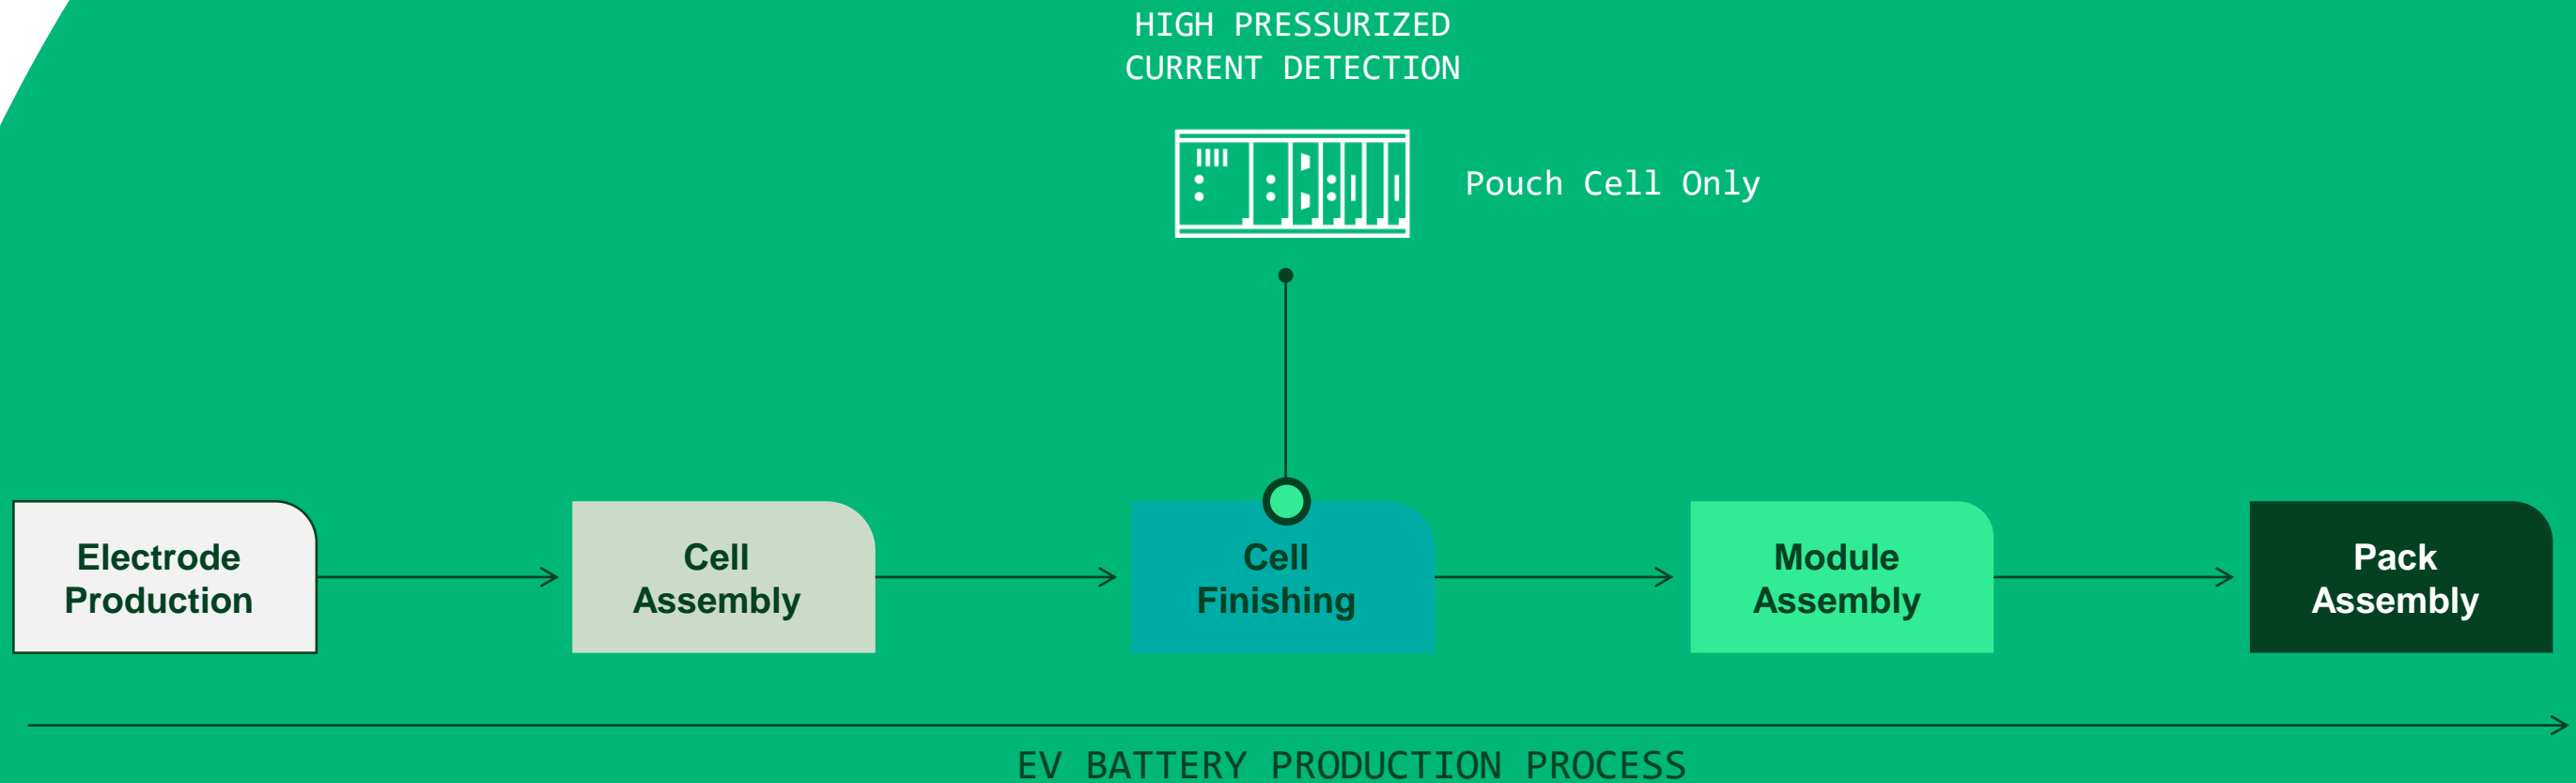 HIGH PRESSURIZED
CURRENT DETECTION
Pouch Cell Only
Electrode
Production
Cell
Assembly
Cell
Finishing
Module
Assembly
Pack
Assembly
EV BATTERY PRODUCTION PROCESS